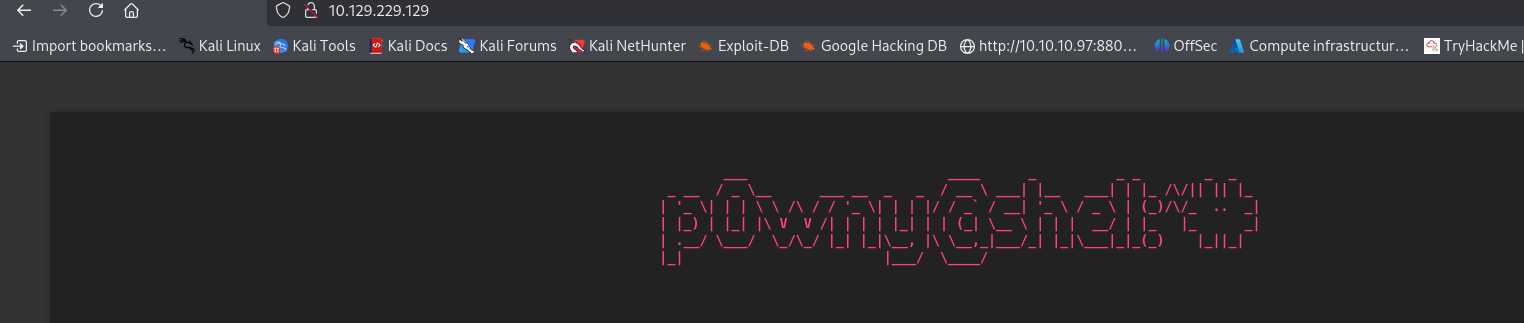 10.129.229.129
Import bookmarks... Kali Linux Kali Tools Kali Docs Kali Forums Kali NetHunter Exploit-DB Google Hacking DB http://10.10.10.97:880... OffSec Compute infrastructur... TryHackMe |
p0wny@shell:~#